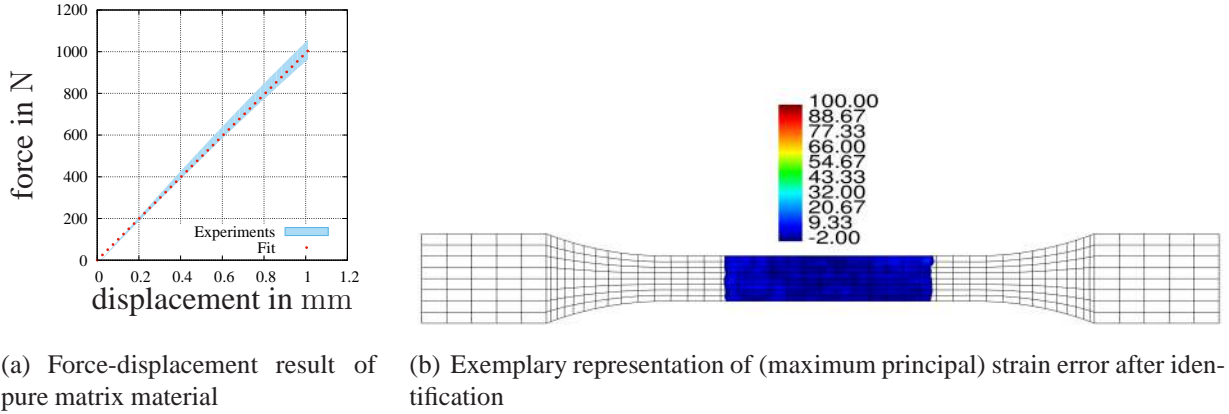 1200
1000
800
600
400
200
0
force in N
Experiments
Fit
0 0.2 0.4 0.6 0.8 1 1.2
displacement in mm
100.00
88.67
77.33
66.00
54.67
43.33
32.00
20.67
9.33
-2.00
(a) Force-displacement result of
pure matrix material
(b) Exemplary representation of (maximum principal) strain error after iden-
tification